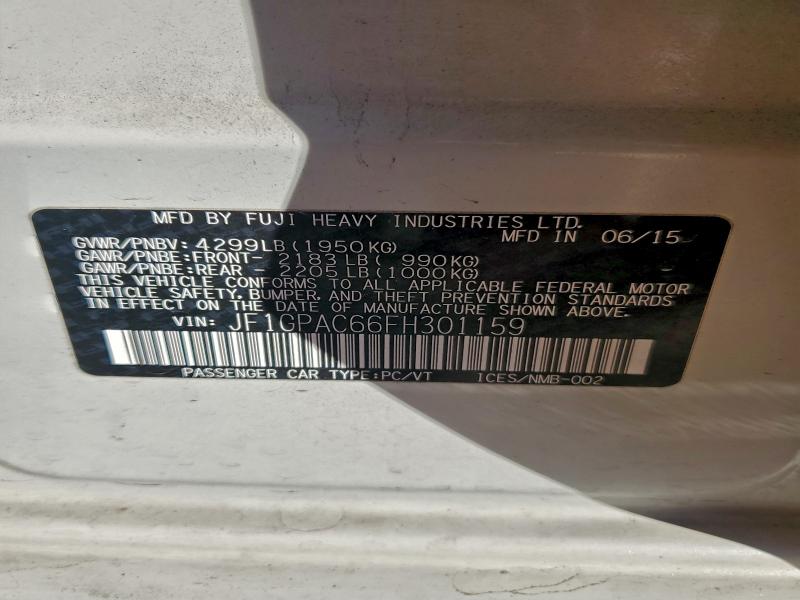 MFD BY FUJI HEAVY INDUSTRIES LTD.
MFD IN 06/15
GVWR/PNBV: 4299LB(1950KG)
GAWR/PNBE:FRONT- 2183LB( 990KG)
GAWR/PNBE:REAR - 2205LB(1000KG)
THIS VEHICLE CONFORMS TO ALL APPLICABLE FEDERAL MOTOR
VEHICLE SAFETY, BUMPER, AND THEFT PREVENTION STANDARDS
IN EFFECT ON THE DATE OF MANUFACTURE SHOWN ABOVE.
VIN: JF1GPAC66FH301159
PASSENGER CAR TYPE:PC/VT ICES/NMB-002